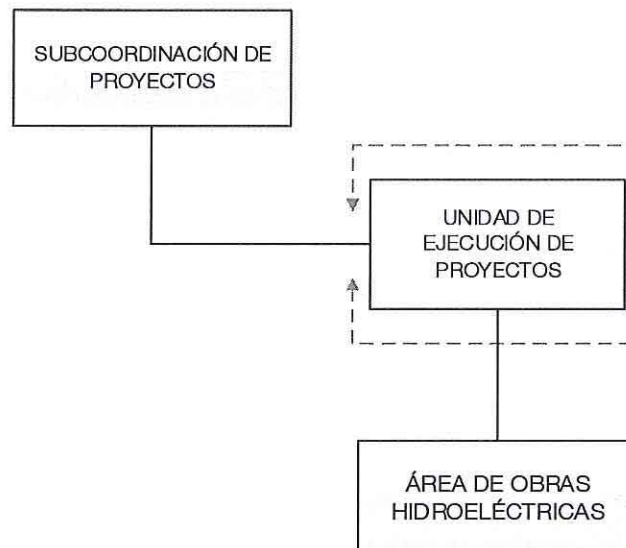 SUBCOORDINACIÓN DE
PROYECTOS
UNIDAD DE
EJECUCIÓN DE
PROYECTOS
ÁREA DE OBRAS
HIDROELÉCTRICAS